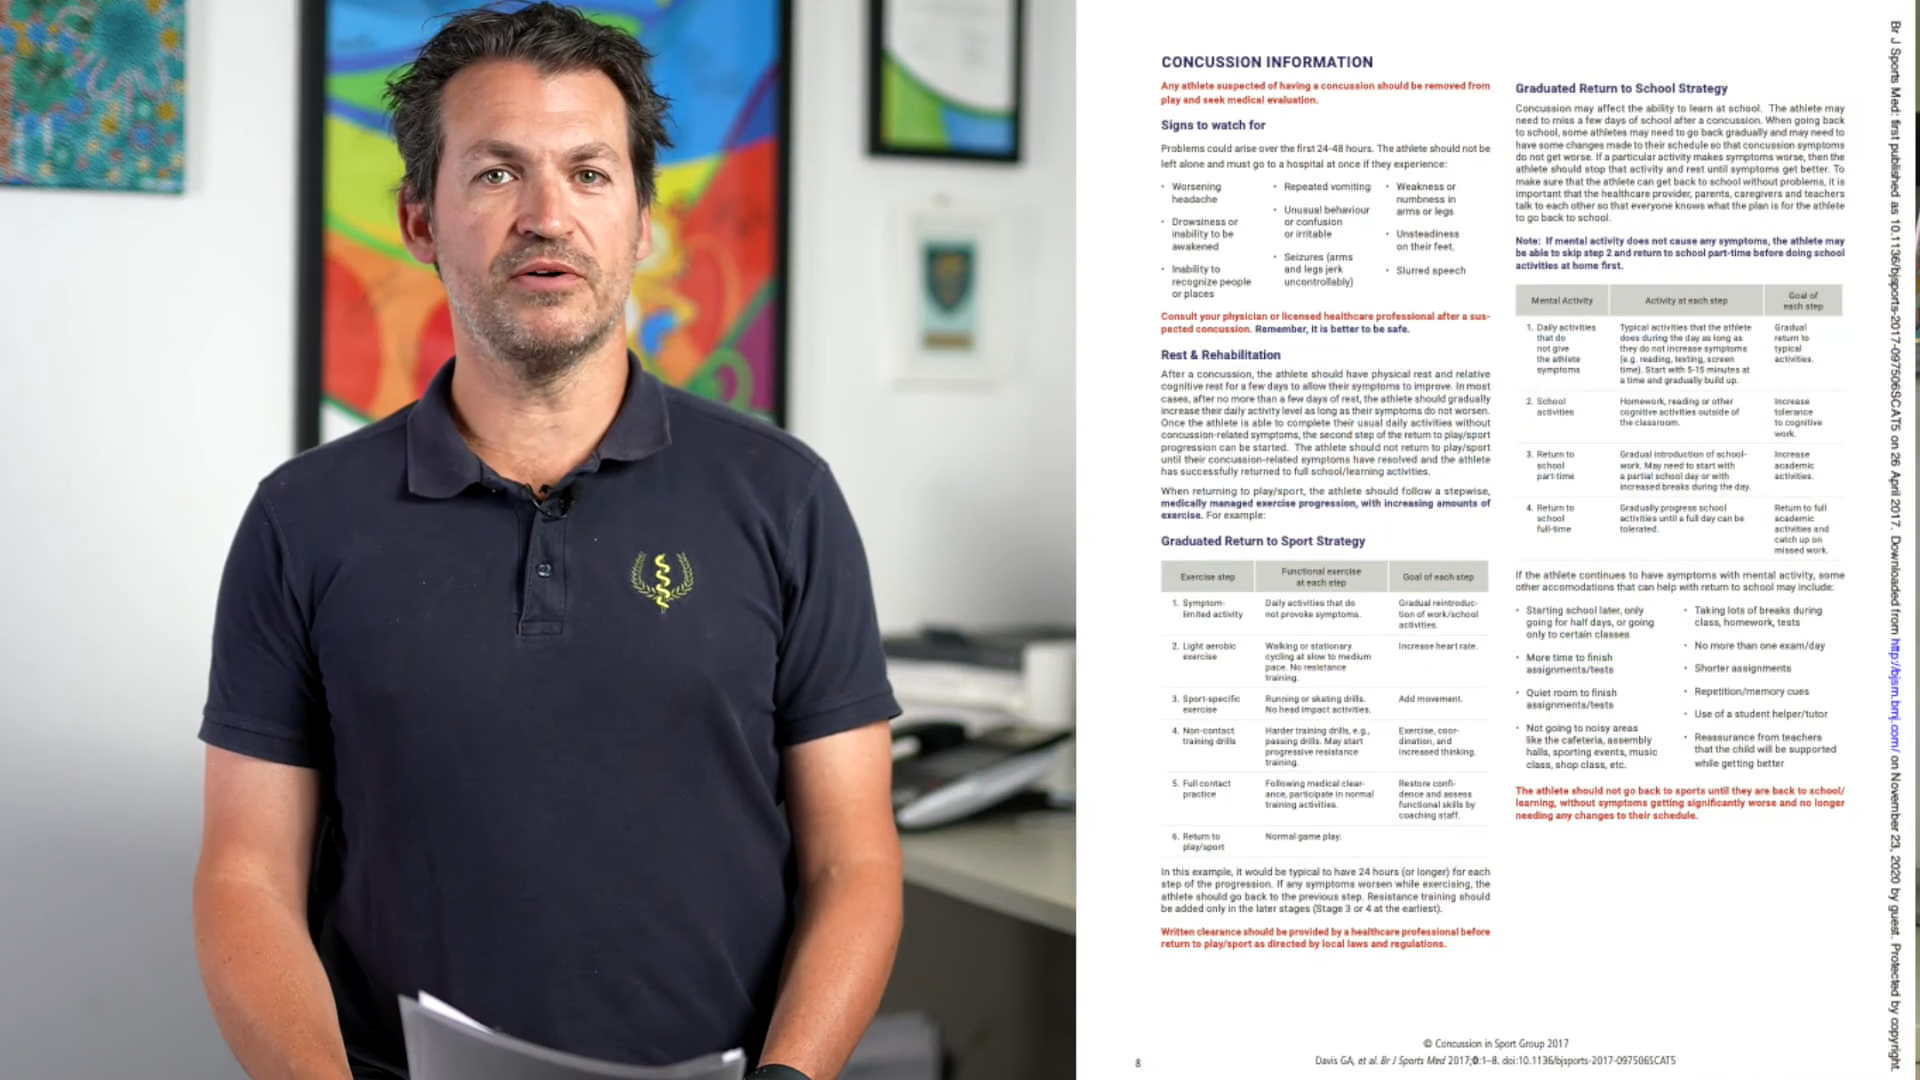 CONCUSSION INFORMATION
Any athlete suspected of having a concussion should be removed from
play and seek medical evaluation.
Signs to watch for
Problems could arise over the first 24-48 hours. The athlete should not be
left alone and must go to a hospital at once if they experience:
• Worsening
headache
• Drowsiness or
inability to be
awakened
• Inability to
recognize people
or places
• Repeated vomiting
• Unusual behaviour
or confusion
or irritable
• Seizures (arms
and legs jerk
uncontrollably)
• Weakness or
numbness in
arms or legs
• Unsteadiness
on their feet.
• Slurred speech
Consult your physician or licensed healthcare professional after a sus-
pected concussion. Remember, it is better to be safe.
Rest & Rehabilitation
After a concussion, the athlete should have physical rest and relative
cognitive rest for a few days to allow their symptoms to improve. In most
cases, after no more than a few days of rest, the athlete should gradually
increase their daily activity level as long as their symptoms do not worsen.
Once the athlete is able to complete their usual daily activities without
concussion-related symptoms, the second step of the return to play/sport
progression can be started. The athlete should not return to play/sport
until their concussion-related symptoms have resolved and the athlete
has successfully returned to full school/learning activities.
When returning to play/sport, the athlete should follow a stepwise,
medically managed exercise progression, with increasing amounts of
exercise. For example:
Graduated Return to Sport Strategy
Exercise step
Functional exercise
at each step
Goal of each step
1. Symptom-
limited activity
Daily activities that do
not provoke symptoms.
Gradual reintroduc-
tion of work/school
activities.
2. Light aerobic
exercise
Walking or stationary
cycling at slow to medium
pace. No resistance
training.
Increase heart rate.
3. Sport-specific
exercise
Running or skating drills.
No head impact activities.
Add movement.
4. Non-contact
training drills
Harder training drills, e.g.,
passing drills. May start
progressive resistance
training.
Exercise, coor-
dination, and
increased thinking.
5. Full contact
practice
Following medical clear-
ance, participate in normal
training activities.
Restore confi-
dence and assess
functional skills by
coaching staff.
6. Return to
play/sport
Normal game play.
In this example, it would be typical to have 24 hours (or longer) for each
step of the progression. If any symptoms worsen while exercising, the
athlete should go back to the previous step. Resistance training should
be added only in the later stages (Stage 3 or 4 at the earliest).
Written clearance should be provided by a healthcare professional before
return to play/sport as directed by local laws and regulations.
Graduated Return to School Strategy
Concussion may affect the ability to learn at school. The athlete may
need to miss a few days of school after a concussion. When going back
to school, some athletes may need to go back gradually and may need to
have some changes made to their schedule so that concussion symptoms
do not get worse. If a particular activity makes symptoms worse, then the
athlete should stop that activity and rest until symptoms get better. To
make sure that the athlete can get back to school without problems, it is
important that the healthcare provider, parents, caregivers and teachers
talk to each other so that everyone knows what the plan is for the athlete
to go back to school.
Note: If mental activity does not cause any symptoms, the athlete may
be able to skip step 2 and return to school part-time before doing school
activities at home first.
Mental Activity
Activity at each step
Goal of
each step
1. Daily activities
that do
not give
the athlete
symptoms
Typical activities that the athlete
does during the day as long as
they do not increase symptoms
(e.g. reading, texting, screen
time). Start with 5-15 minutes at
a time and gradually build up.
Gradual
return to
typical
activities.
2. School
activities
Homework, reading or other
cognitive activities outside of
the classroom.
Increase
tolerance
to cognitive
work.
3. Return to
school
part-time
Gradual introduction of school-
work. May need to start with
a partial school day or with
increased breaks during the day.
Increase
academic
activities.
4. Return to
school
full-time
Gradually progress school
activities until a full day can be
tolerated.
Return to full
academic
activities and
catch up on
missed work.
If the athlete continues to have symptoms with mental activity, some
other accomodations that can help with return to school may include:
• Starting school later, only
going for half days, or going
only to certain classes
• More time to finish
assignments/tests
• Quiet room to finish
assignments/tests
• Not going to noisy areas
like the cafeteria, assembly
halls, sporting events, music
class, shop class, etc.
• Taking lots of breaks during
class, homework, tests
• No more than one exam/day
• Shorter assignments
• Repetition/memory cues
• Use of a student helper/tutor
• Reassurance from teachers
that the child will be supported
while getting better
The athlete should not go back to sports until they are back to school/
learning, without symptoms getting significantly worse and no longer
needing any changes to their schedule.
© Concussion in Sport Group 2017
8
Davis GA, et al. Br J Sports Med 2017;0:1–8. doi:10.1136/bjsports-2017-097506SCAT5
Br J Sports Med: first published as 10.1136/bjsports-2017-097506SCAT5 on 26 April 2017. Downloaded from http://bjsm.bmj.com/ on November 23, 2020 by guest. Protected by copyright.